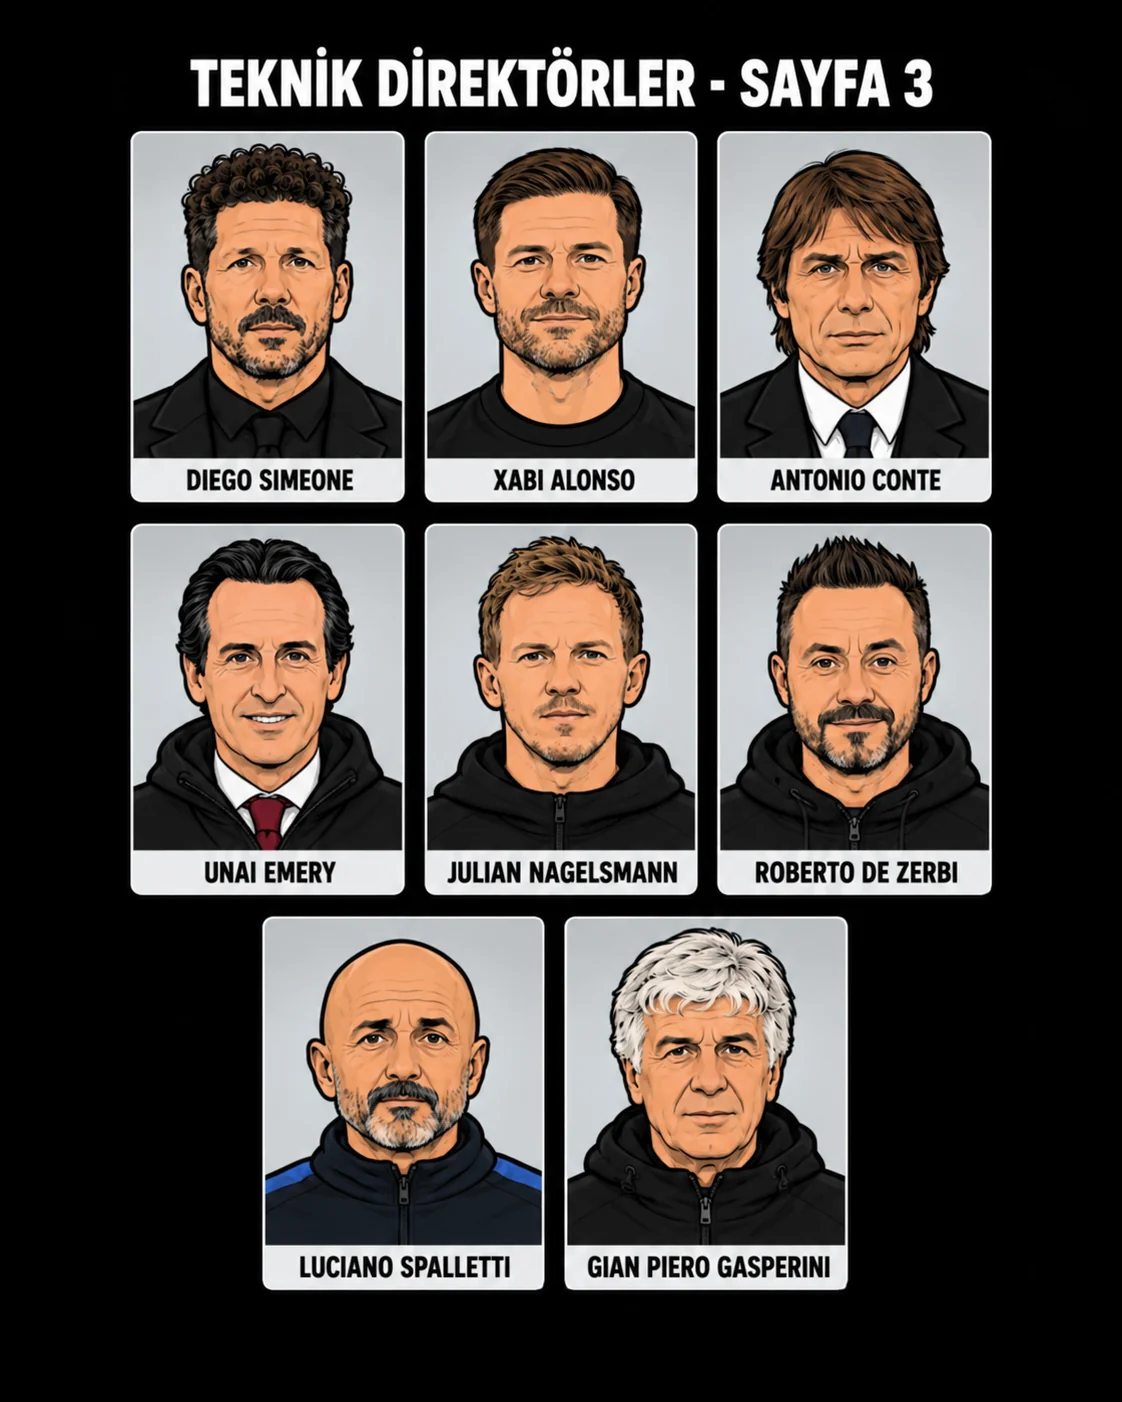 TEKNİK DİREKTÖRLER - SAYFA 3
DIEGO SIMEONE
XABI ALONSO
ANTONIO CONTE
UNAI EMERY
JULIAN NAGELSMANN
ROBERTO DE ZERBI
LUCIANO SPALLETTI
GIAN PIERO GASPERINI